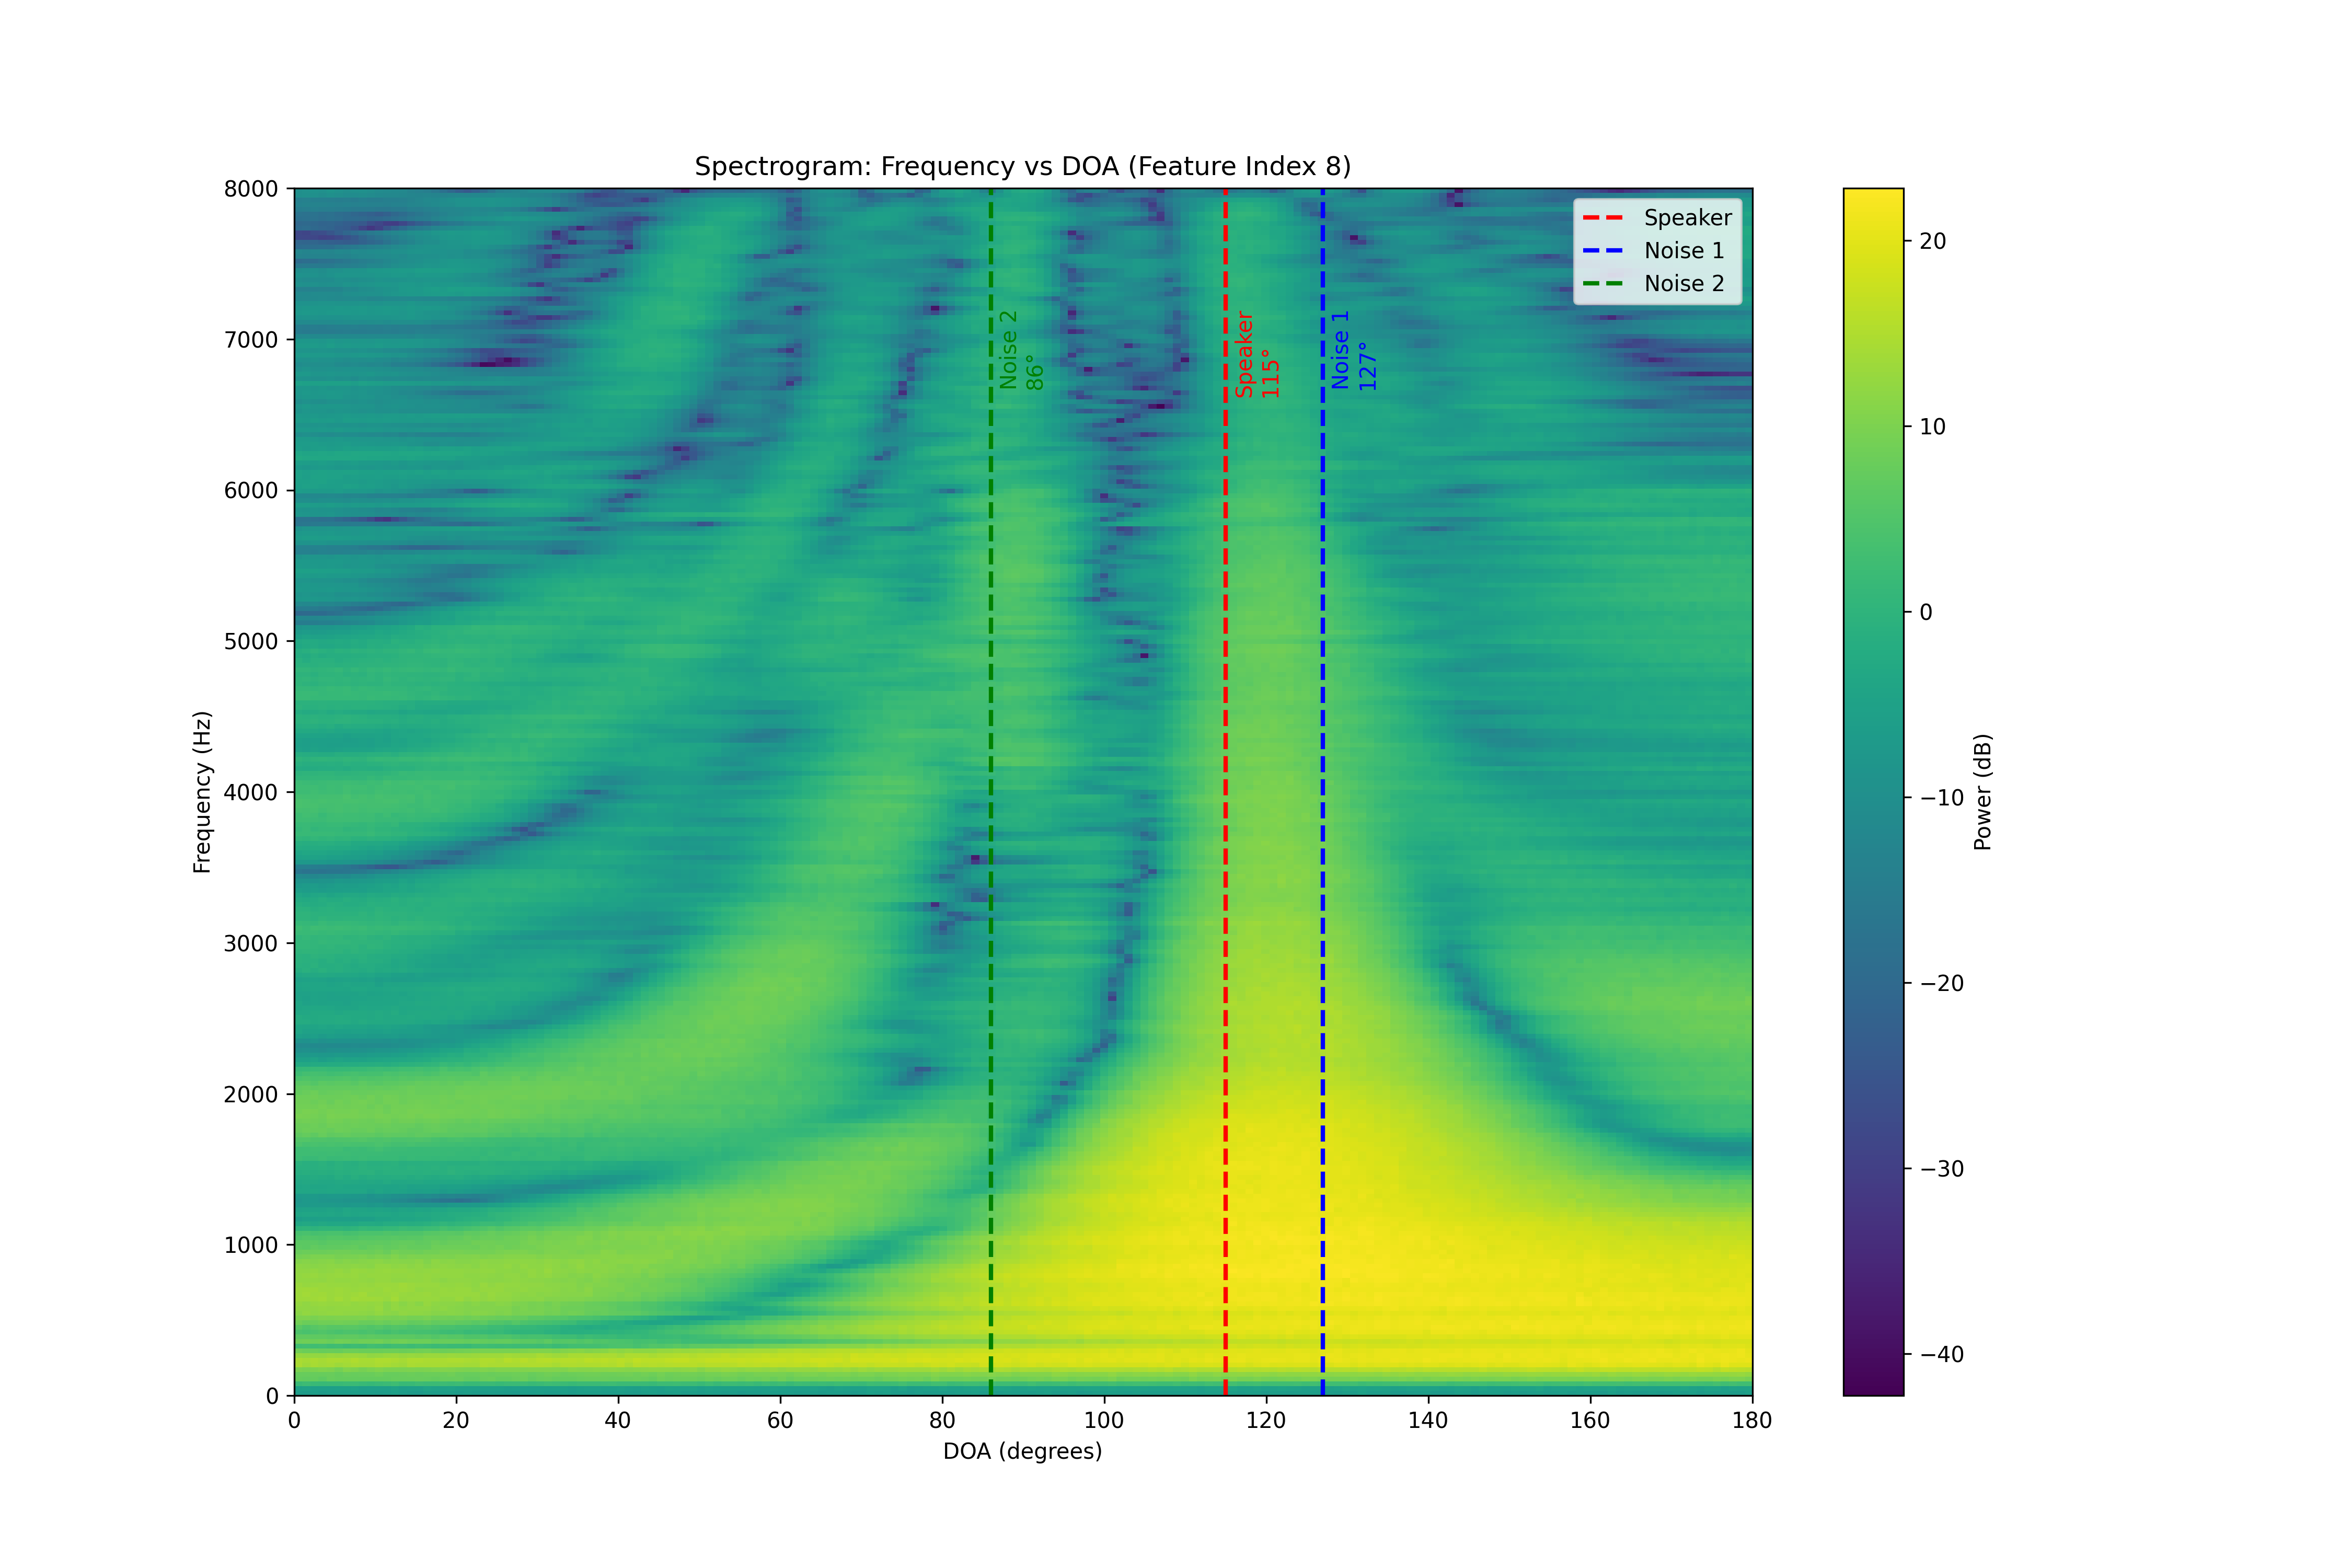 Spectrogram: Frequency vs DOA (Feature Index 8)
8000
7000
6000
5000
4000
3000
2000
1000
0
Frequency (Hz)
0
20
40
60
80
100
120
140
160
180
DOA (degrees)
Noise 2
86°
Speaker
115°
Noise 1
127°
Speaker
Noise 1
Noise 2
20
10
0
−10
−20
−30
−40
Power (dB)